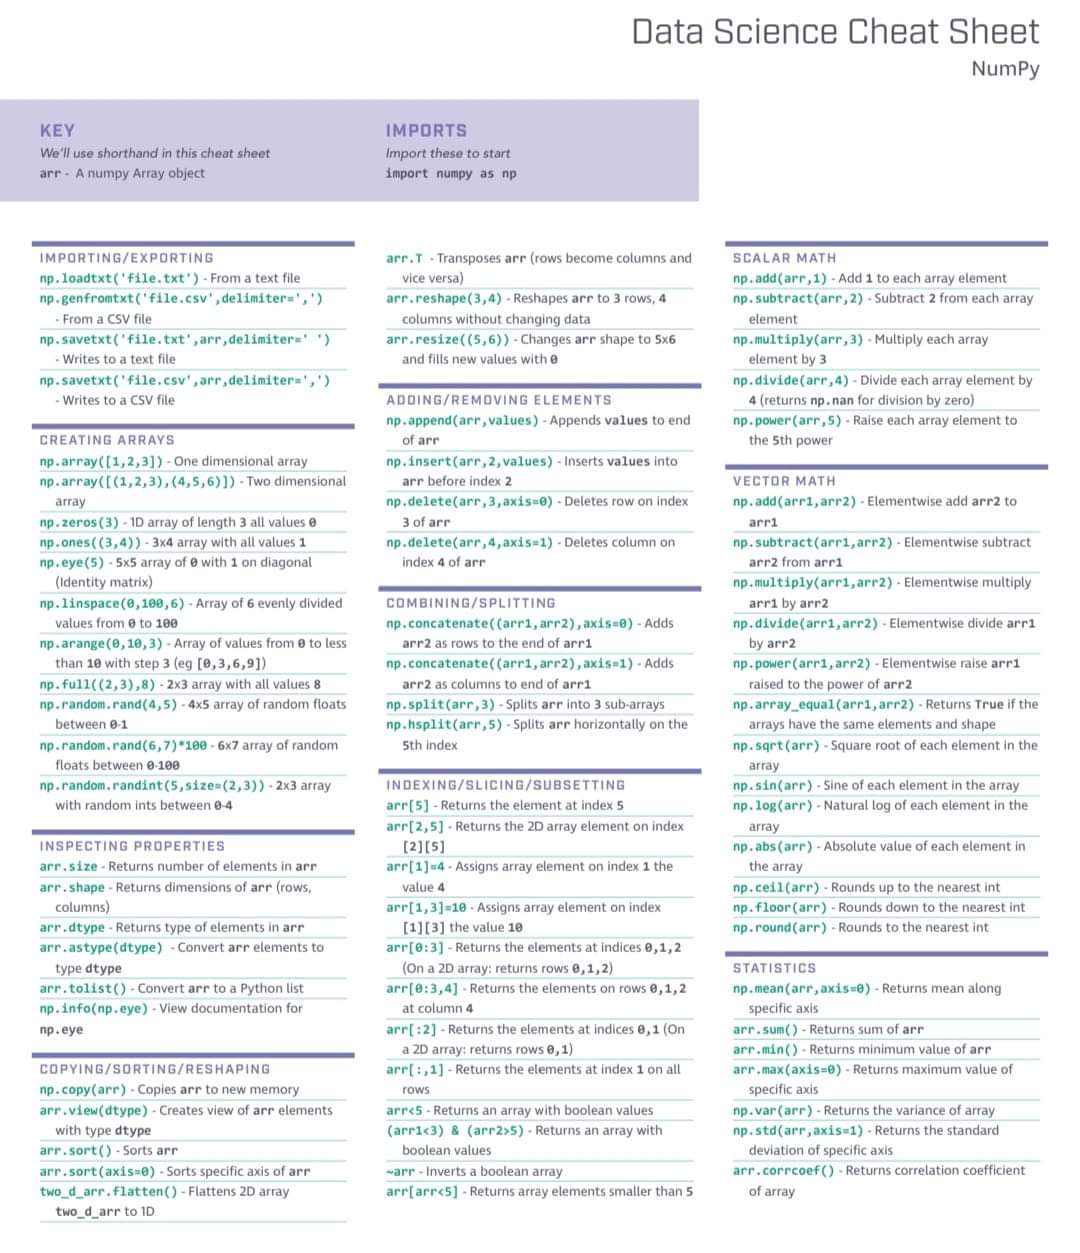 Data Science Cheat Sheet
NumPy
KEY
We'll use shorthand in this cheat sheet
arr - A numpy Array object
IMPORTS
Import these to start
import numpy as np
IMPORTING/EXPORTING
np.loadtxt('file.txt') - From a text file
np.genfromtxt('file.csv',delimiter=',')
- From a CSV file
np.savetxt('file.txt',arr,delimiter=' ')
- Writes to a text file
np.savetxt('file.csv',arr,delimiter=',')
- Writes to a CSV file
CREATING ARRAYS
np.array([1,2,3]) - One dimensional array
np.array([(1,2,3),(4,5,6)]) - Two dimensional
array
np.zeros(3) - 1D array of length 3 all values 0
np.ones((3,4)) - 3x4 array with all values 1
np.eye(5) - 5x5 array of 0 with 1 on diagonal
(Identity matrix)
np.linspace(0,100,6) - Array of 6 evenly divided
values from 0 to 100
np.arange(0,10,3) - Array of values from 0 to less
than 10 with step 3 (eg [0,3,6,9])
np.full((2,3),8) - 2x3 array with all values 8
np.random.rand(4,5) - 4x5 array of random floats
between 0-1
np.random.rand(6,7)*100 - 6x7 array of random
floats between 0-100
np.random.randint(5,size=(2,3)) - 2x3 array
with random ints between 0-4
INSPECTING PROPERTIES
arr.size - Returns number of elements in arr
arr.shape - Returns dimensions of arr (rows,
columns)
arr.dtype - Returns type of elements in arr
arr.astype(dtype) - Convert arr elements to
type dtype
arr.tolist() - Convert arr to a Python list
np.info(np.eye) - View documentation for
np.eye
COPYING/SORTING/RESHAPING
np.copy(arr) - Copies arr to new memory
arr.view(dtype) - Creates view of arr elements
with type dtype
arr.sort() - Sorts arr
arr.sort(axis=0) - Sorts specific axis of arr
two_d_arr.flatten() - Flattens 2D array
two_d_arr to 1D
arr.T - Transposes arr (rows become columns and
vice versa)
arr.reshape(3,4) - Reshapes arr to 3 rows, 4
columns without changing data
arr.resize((5,6)) - Changes arr shape to 5x6
and fills new values with 0
ADDING/REMOVING ELEMENTS
np.append(arr,values) - Appends values to end
of arr
np.insert(arr,2,values) - Inserts values into
arr before index 2
np.delete(arr,3,axis=0) - Deletes row on index
3 of arr
np.delete(arr,4,axis=1) - Deletes column on
index 4 of arr
COMBINING/SPLITTING
np.concatenate((arr1,arr2),axis=0) - Adds
arr2 as rows to the end of arr1
np.concatenate((arr1,arr2),axis=1) - Adds
arr2 as columns to end of arr1
np.split(arr,3) - Splits arr into 3 sub-arrays
np.hsplit(arr,5) - Splits arr horizontally on the
5th index
INDEXING/SLICING/SUBSETTING
arr[5] - Returns the element at index 5
arr[2,5] - Returns the 2D array element on index
[2][5]
arr[1]=4 - Assigns array element on index 1 the
value 4
arr[1,3]=10 - Assigns array element on index
[1][3] the value 10
arr[0:3] - Returns the elements at indices 0,1,2
(On a 2D array: returns rows 0,1,2)
arr[0:3,4] - Returns the elements on rows 0,1,2
at column 4
arr[:2] - Returns the elements at indices 0,1 (On
a 2D array: returns rows 0,1)
arr[:,1] - Returns the elements at index 1 on all
rows
arr<5 - Returns an array with boolean values
(arr1<3) & (arr2>5) - Returns an array with
boolean values
~arr - Inverts a boolean array
arr[arr<5] - Returns array elements smaller than 5
SCALAR MATH
np.add(arr,1) - Add 1 to each array element
np.subtract(arr,2) - Subtract 2 from each array
element
np.multiply(arr,3) - Multiply each array
element by 3
np.divide(arr,4) - Divide each array element by
4 (returns np.nan for division by zero)
np.power(arr,5) - Raise each array element to
the 5th power
VECTOR MATH
np.add(arr1,arr2) - Elementwise add arr2 to
arr1
np.subtract(arr1,arr2) - Elementwise subtract
arr2 from arr1
np.multiply(arr1,arr2) - Elementwise multiply
arr1 by arr2
np.divide(arr1,arr2) - Elementwise divide arr1
by arr2
np.power(arr1,arr2) - Elementwise raise arr1
raised to the power of arr2
np.array_equal(arr1,arr2) - Returns True if the
arrays have the same elements and shape
np.sqrt(arr) - Square root of each element in the
array
np.sin(arr) - Sine of each element in the array
np.log(arr) - Natural log of each element in the
array
np.abs(arr) - Absolute value of each element in
the array
np.ceil(arr) - Rounds up to the nearest int
np.floor(arr) - Rounds down to the nearest int
np.round(arr) - Rounds to the nearest int
STATISTICS
np.mean(arr,axis=0) - Returns mean along
specific axis
arr.sum() - Returns sum of arr
arr.min() - Returns minimum value of arr
arr.max(axis=0) - Returns maximum value of
specific axis
np.var(arr) - Returns the variance of array
np.std(arr,axis=1) - Returns the standard
deviation of specific axis
arr.corrcoef() - Returns correlation coefficient
of array